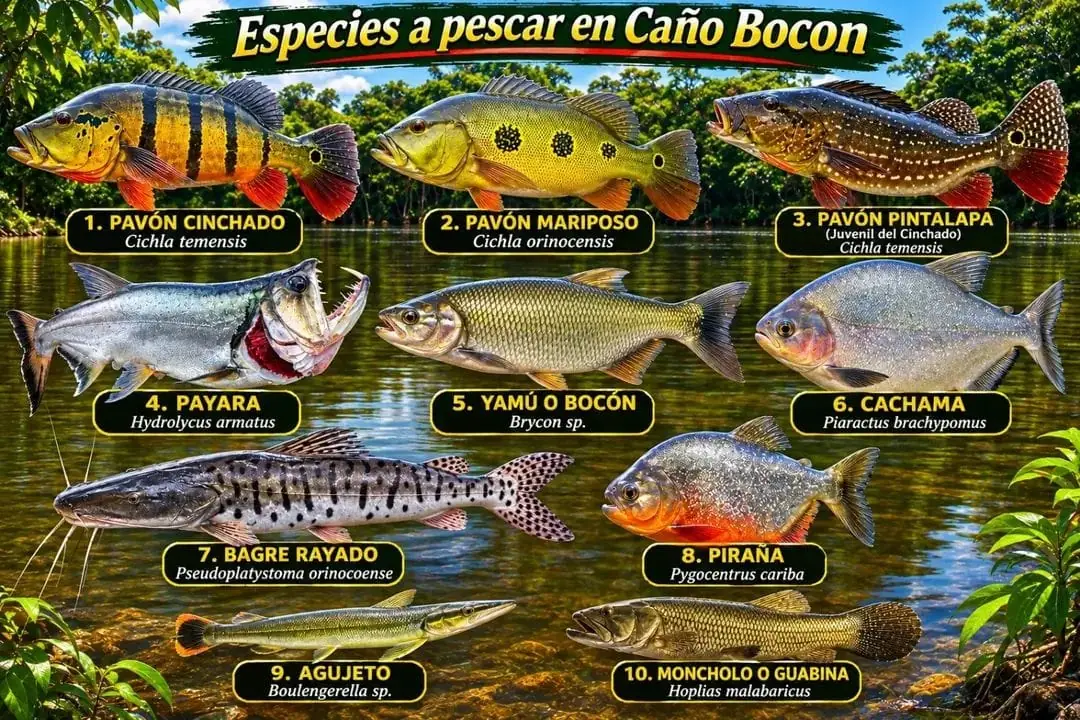 Especies a pescar en Caño Bocon
1. PAVÓN CINCHADO
Cichla temensis
2. PAVÓN MARIPOSO
Cichla orinocensis
3. PAVÓN PINTALAPA
(Juvenil del Cinchado)
Cichla temensis
4. PAYARA
Hydrolycus armatus
5. YAMÚ O BOCÓN
Brycon sp.
6. CACHAMA
Piaractus brachypomus
7. BAGRE RAYADO
Pseudoplatystoma orinocoense
8. PIRAÑA
Pygocentrus cariba
9. AGUJETO
Boulengerella sp.
10. MONCHOLO O GUABINA
Hoplias malabaricus